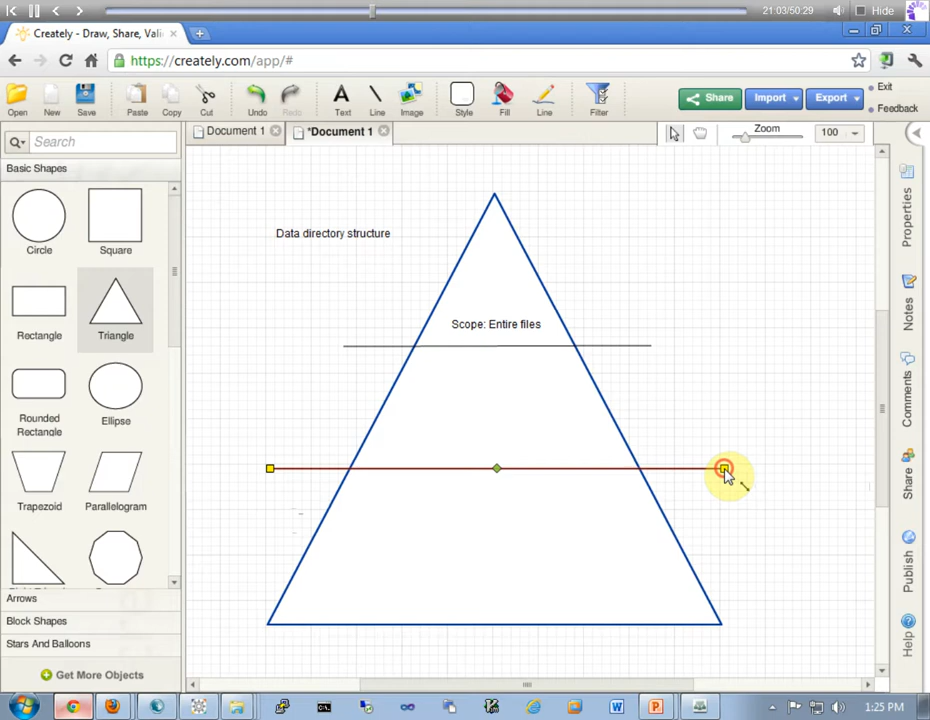 21:03/50:29
Hide
Creately - Draw, Share, Vali
https://creately.com/app/#
Open
New
Save
Paste
Copy
Cut
Undo
Redo
Text
Line
Image
Style
Fill
Line
Filter
Share
Import
Export
Exit
Feedback
Search
Document 1
*Document 1
Zoom
100
Basic Shapes
Circle
Square
Rectangle
Triangle
Rounded
Rectangle
Ellipse
Trapezoid
Parallelogram
Arrows
Block Shapes
Stars And Balloons
Get More Objects
Data directory structure
Scope: Entire files
Properties
Notes
Comments
Share
Publish
Help
1:25 PM